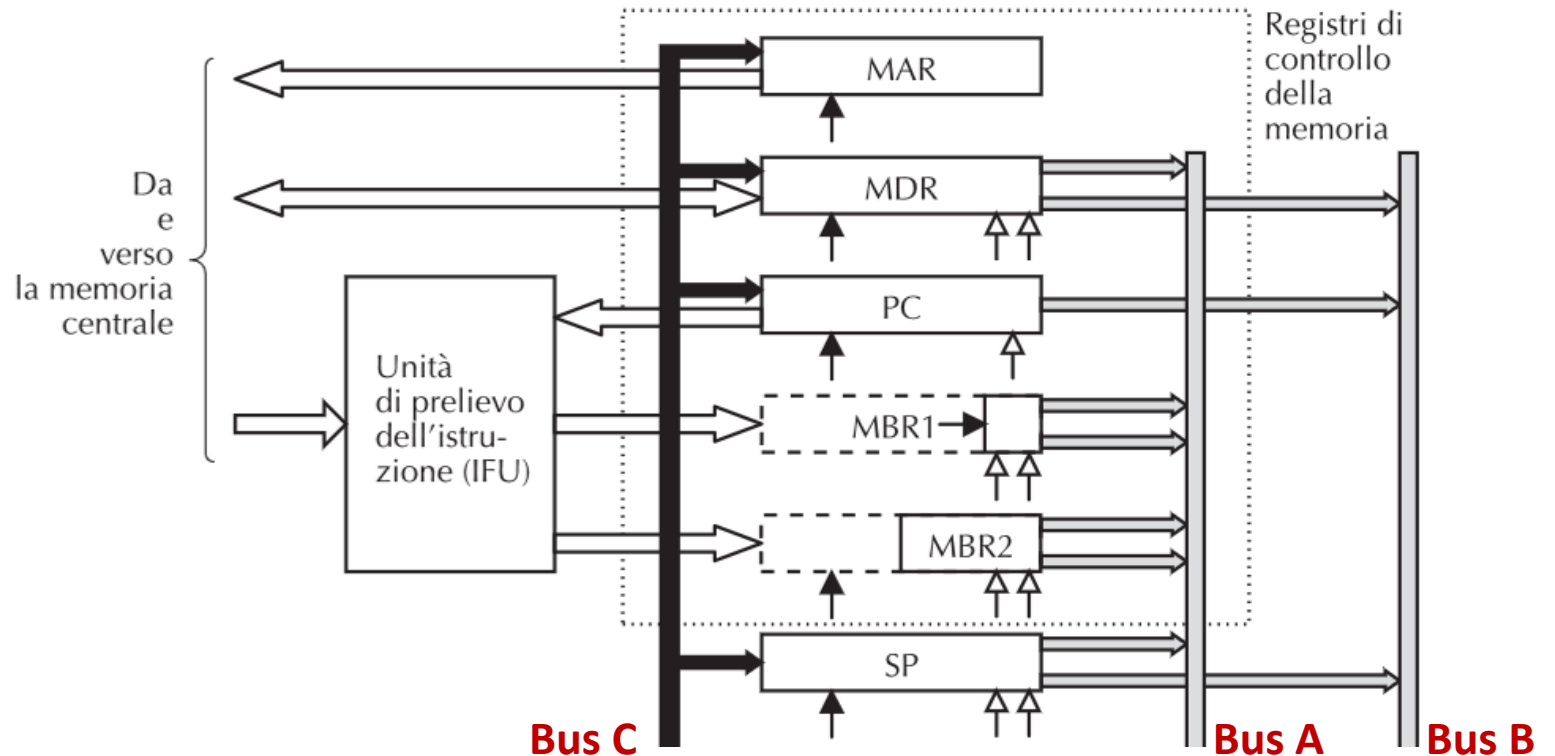 Registri di
controllo
della
memoria
MAR
Da
e
verso
la memoria
centrale
MDR
PC
Unità
di prelievo
dell'istru-
zione (IFU)
MBR1
MBR2
SP
Bus C
Bus A
Bus B